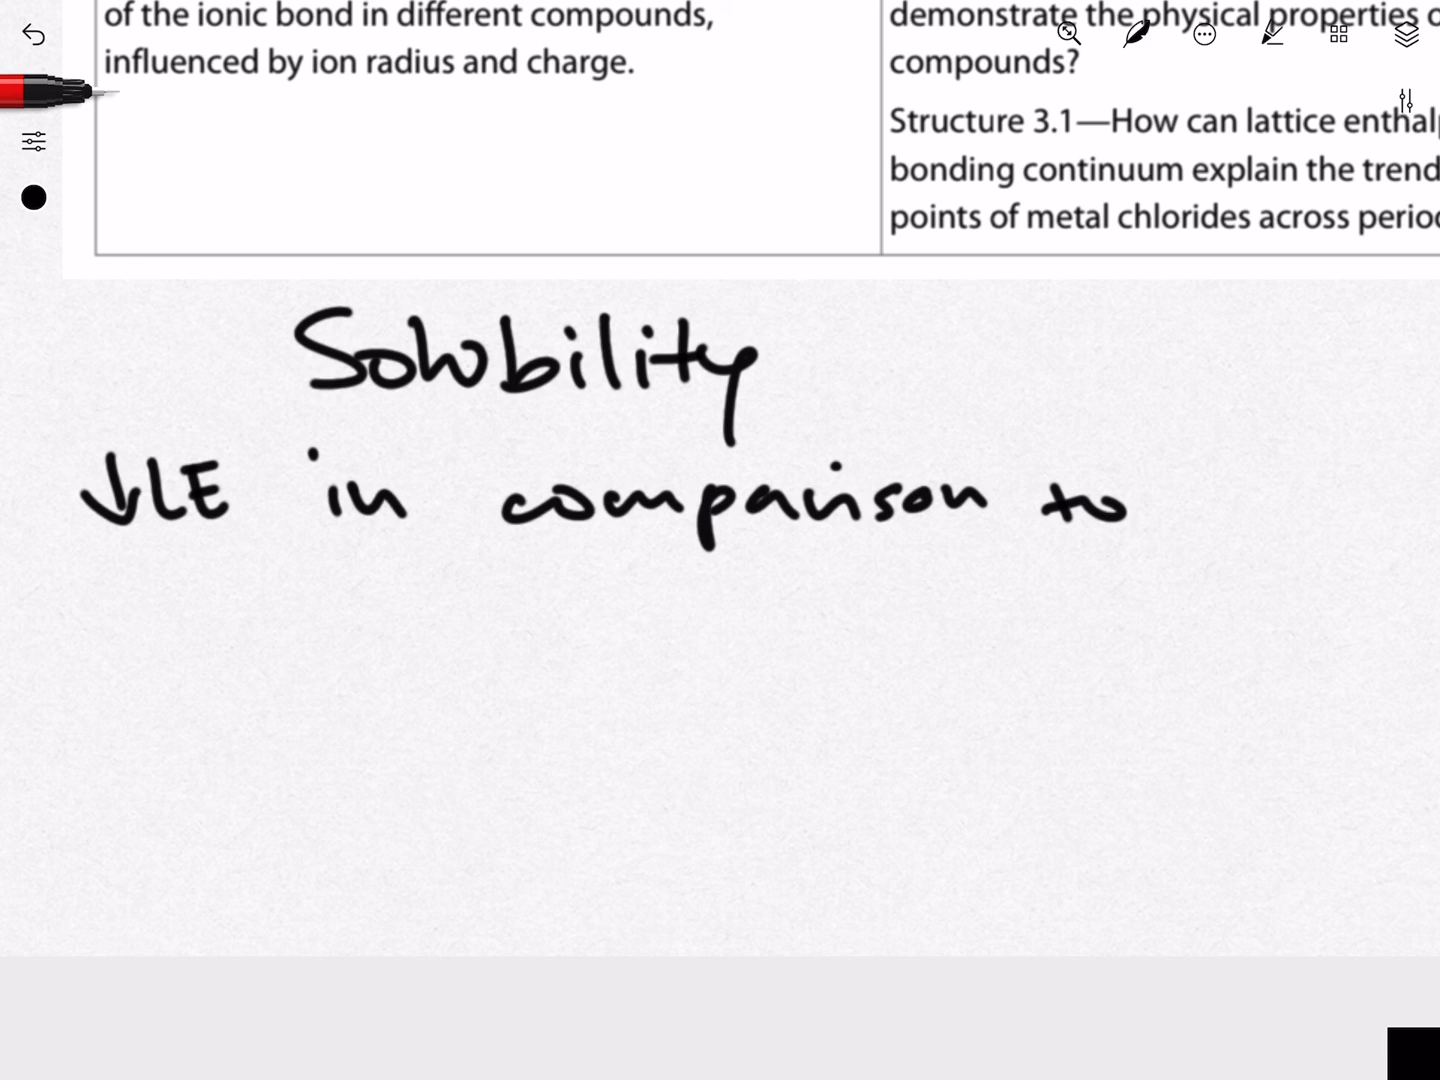 of the ionic bond in different compounds,
influenced by ion radius and charge.
demonstrate the physical properties
compounds?
Structure 3.1—How can lattice
bonding continuum explain the
points of metal chlorides across
Solubility
↓LE in comparison to